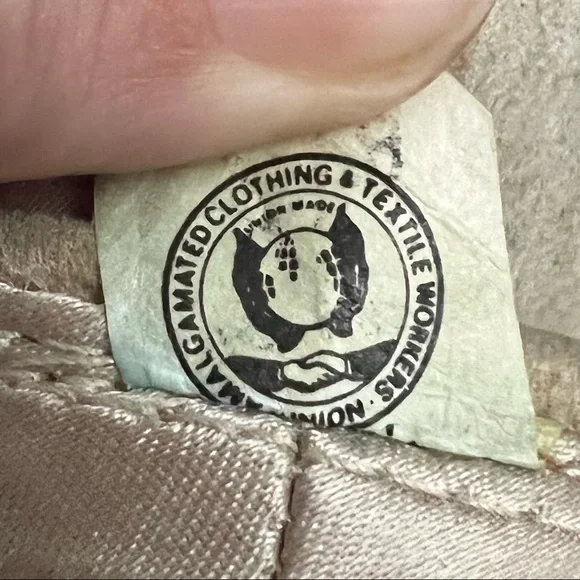 AMALGAMATED CLOTHING & TEXTILE WORKERS · UNION
UNION MADE